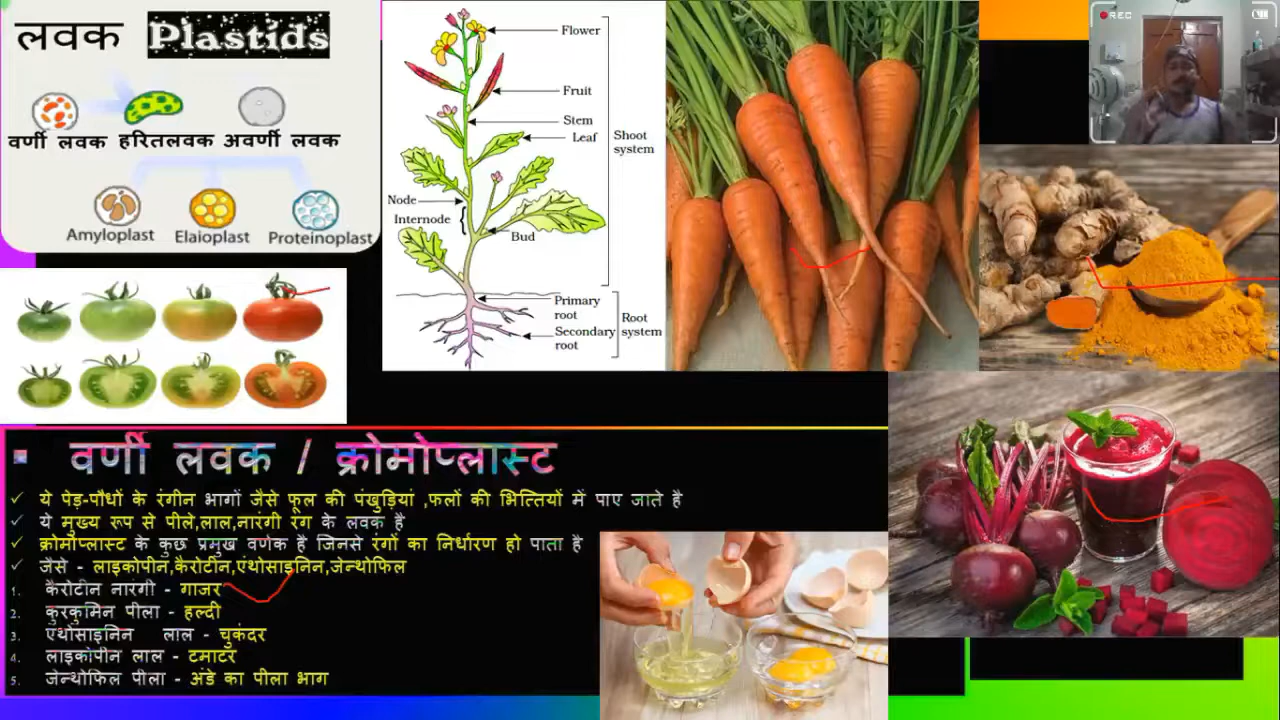 लवक Plastids
वर्णी लवक हरितलवक अवर्णी लवक
Amyloplast Elaioplast Proteinoplast
Flower
Fruit
Stem
Leaf
Shoot system
Node
Internode
Bud
Primary root
Secondary root
Root system
REC
वर्णी लवक / क्रोमोप्लास्ट
ये पेड़-पौधों के रंगीन भागों जैसे फूल की पंखुड़ियां ,फलों की भित्तियों में पाए जाते है
ये मुख्य रूप से पीले,लाल,नारंगी रंग के लवक है
क्रोमोप्लास्ट के कुछ प्रमुख वर्णक है जिनसे रंगों का निर्धारण हो पाता है
जैसे - लाइकोपीन,कैरोटीन,एंथोसाइनिन,जेन्थोफिल
1. कैरोटीन नारंगी - गाजर
2. कुरकुमिन पीला - हल्दी
3. एंथोसाइनिन लाल - चुकंदर
4. लाइकोपीन लाल - टमाटर
5. जेन्थोफिल पीला - अंडे का पीला भाग